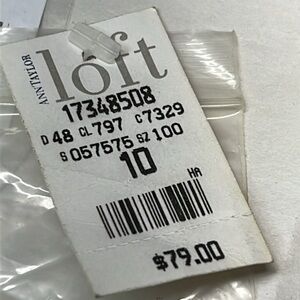 ANN TAYLOR
loft
17348508
D 48 CL 797 C 7329
S 057575 SZ 100
10
HA
$79.00